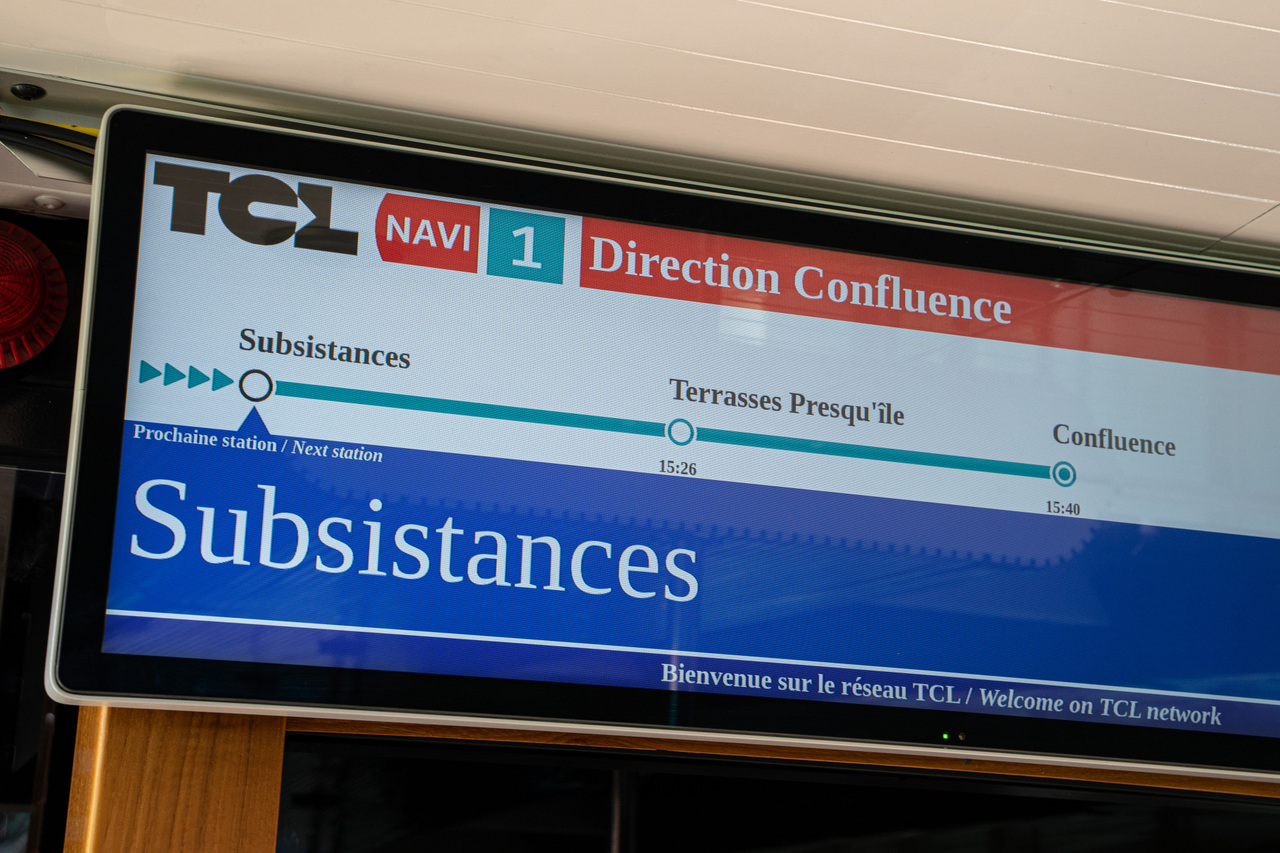 TCL NAVI 1 Direction Confluence
Subsistances
Terrasses Presqu'île
Confluence
15:26
15:40
Prochaine station / Next station
Subsistances
Bienvenue sur le réseau TCL / Welcome on TCL network